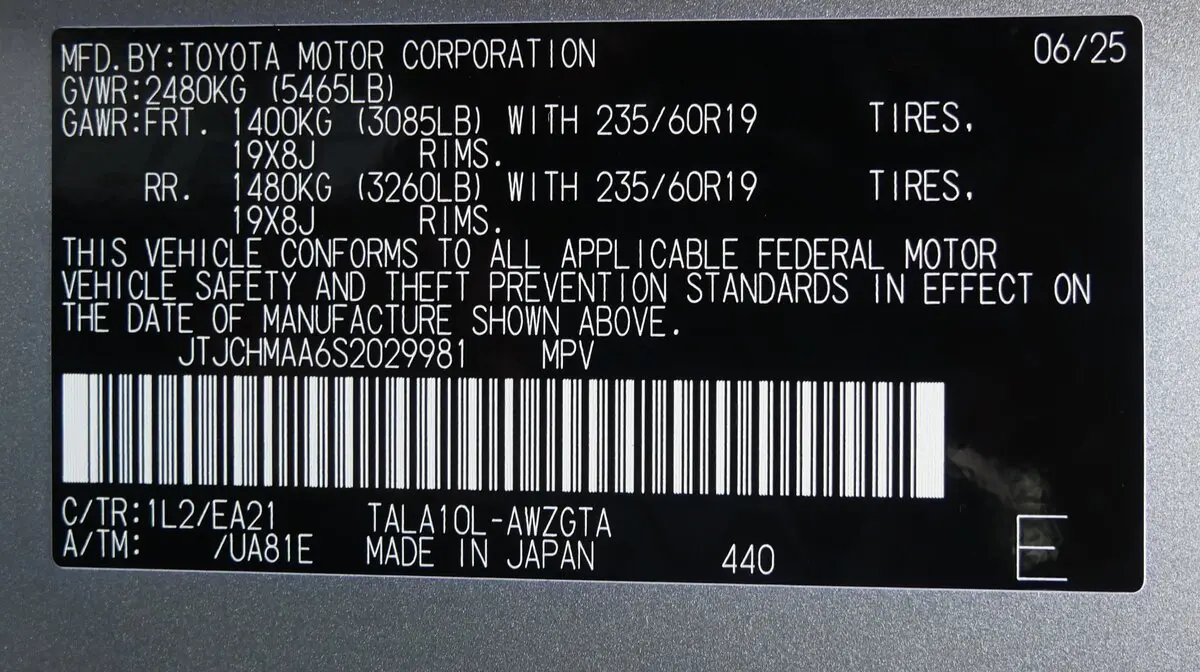 MFD.BY:TOYOTA MOTOR CORPORATION 06/25
GVWR:2480KG (5465LB)
GAWR:FRT. 1400KG (3085LB) WITH 235/60R19 TIRES,
19X8J RIMS.
RR. 1480KG (3260LB) WITH 235/60R19 TIRES,
19X8J RIMS.
THIS VEHICLE CONFORMS TO ALL APPLICABLE FEDERAL MOTOR
VEHICLE SAFETY AND THEFT PREVENTION STANDARDS IN EFFECT ON
THE DATE OF MANUFACTURE SHOWN ABOVE.
JTJCHMAA6S2029981 MPV
C/TR:1L2/EA21 TALA10L-AWZGTA
A/TM: /UA81E MADE IN JAPAN 440 E